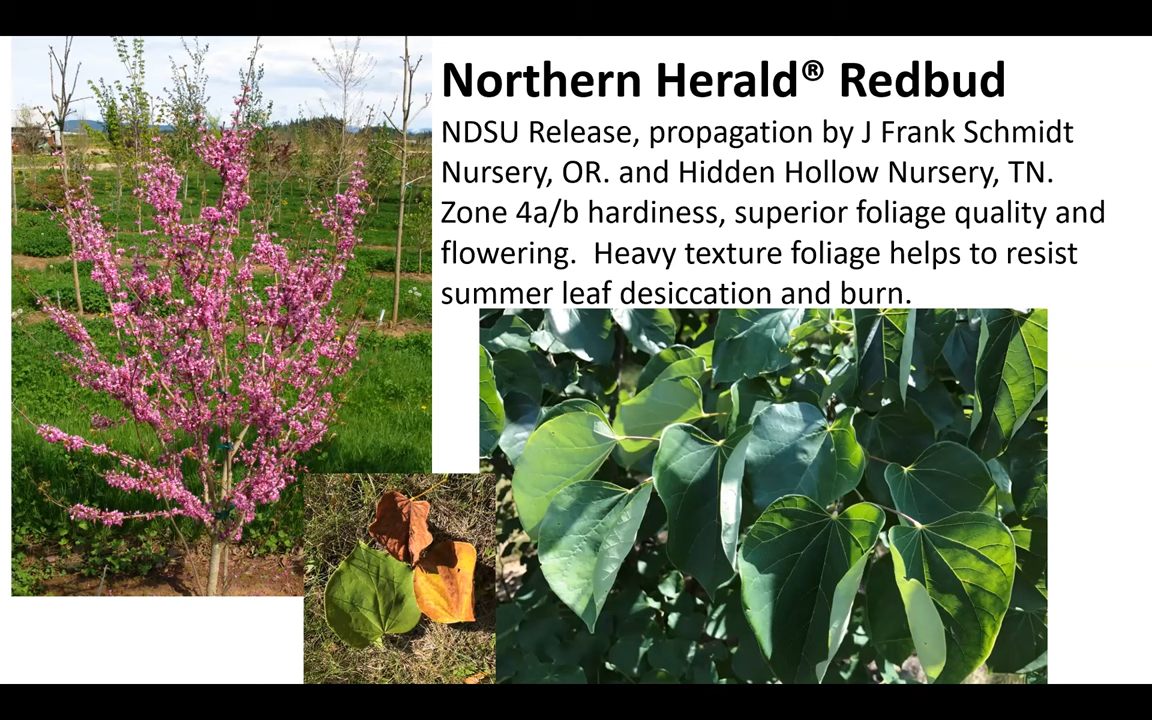 Northern Herald® Redbud
NDSU Release, propagation by J Frank Schmidt
Nursery, OR. and Hidden Hollow Nursery, TN.
Zone 4a/b hardiness, superior foliage quality and
flowering.  Heavy texture foliage helps to resist
summer leaf desiccation and burn.